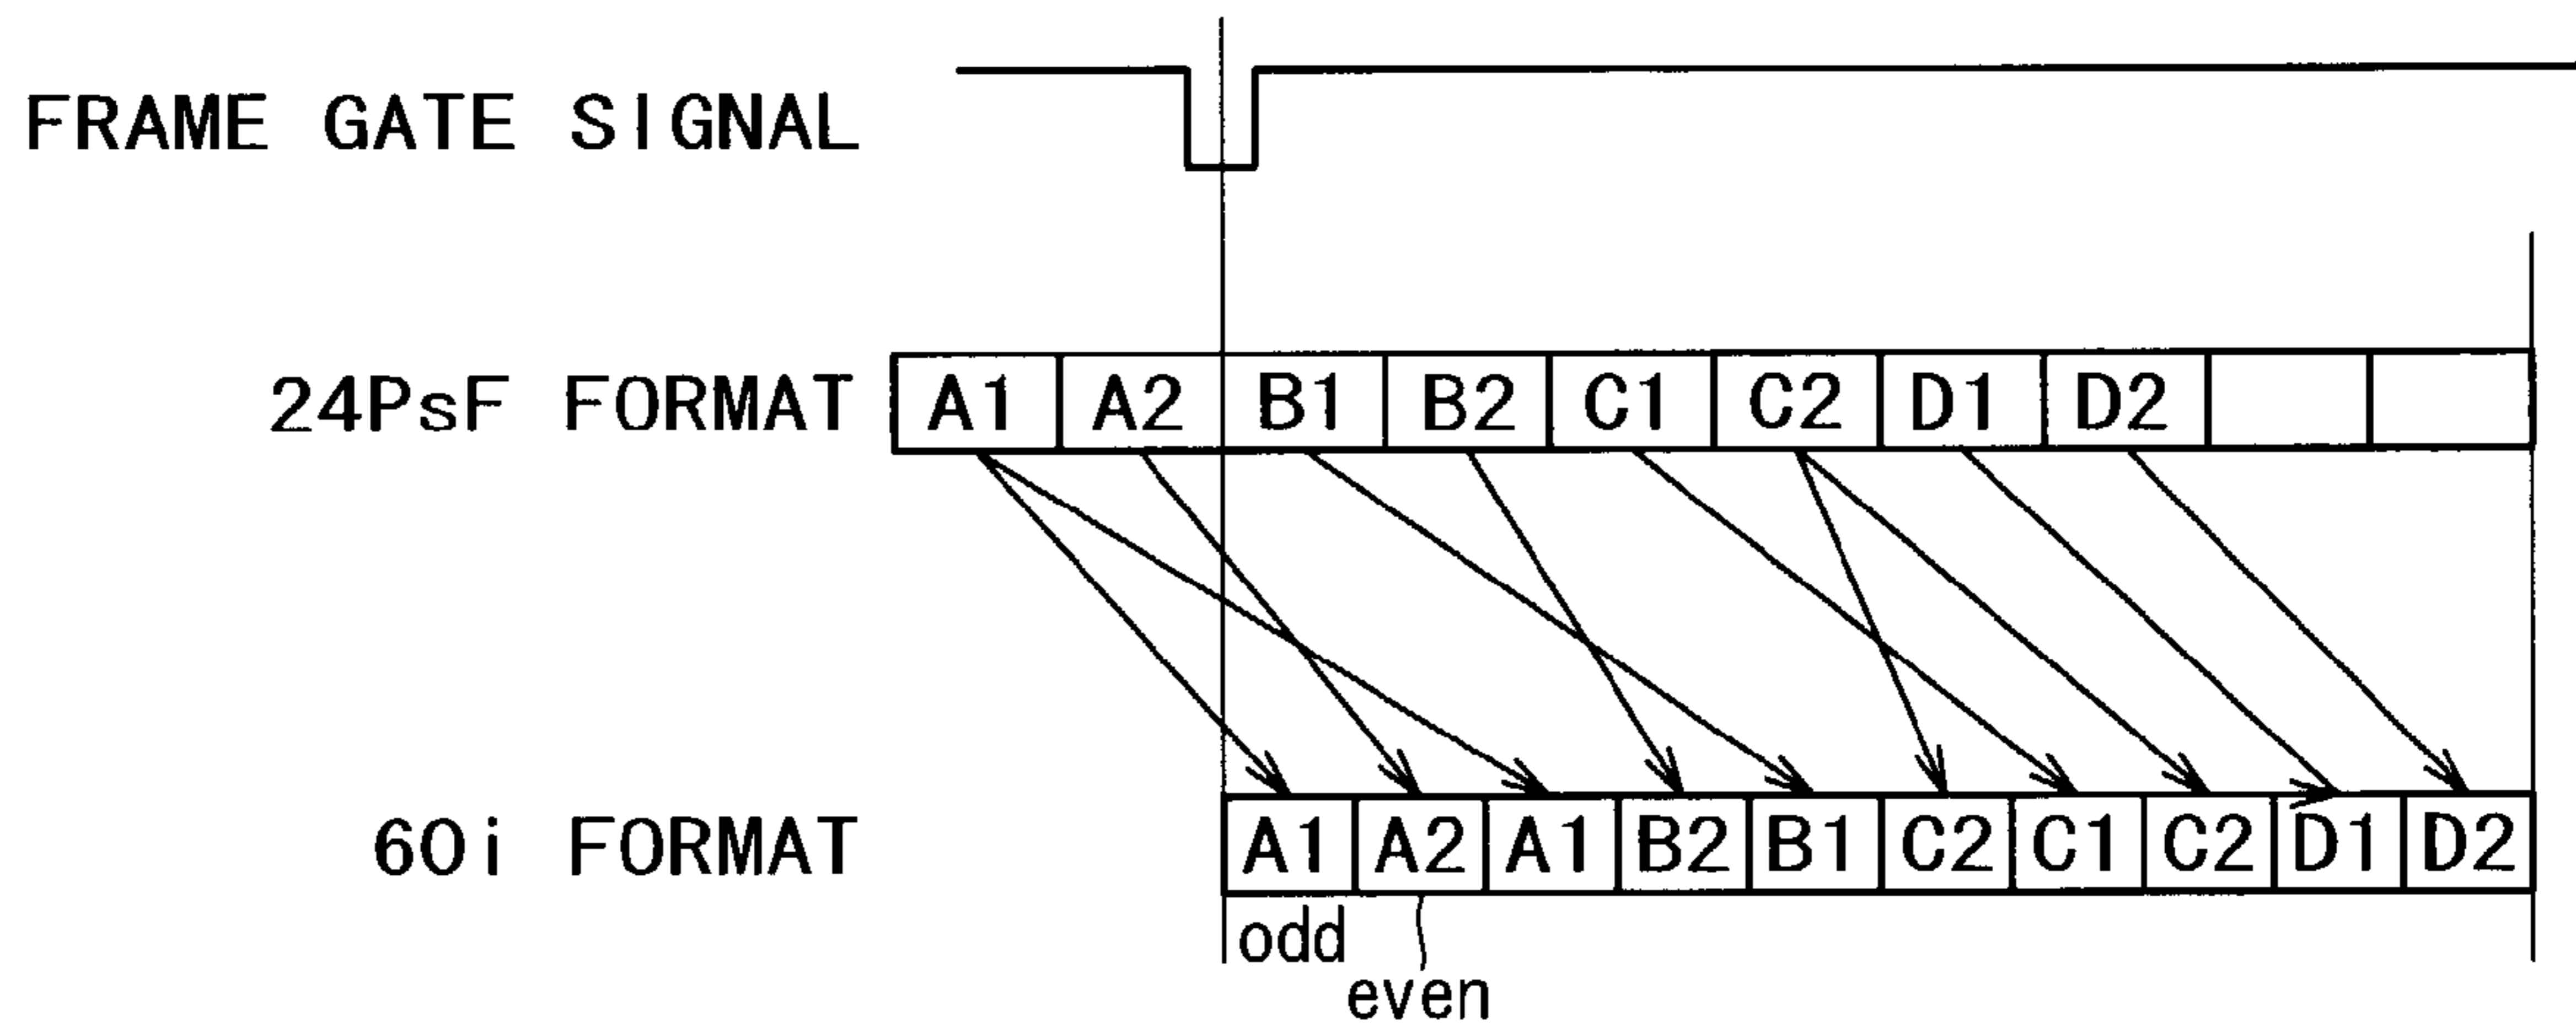 FRAME GATE SIGNAL
24PsF FORMAT A1 A2 B1 B2 C1 C2 D1 D2
60i FORMAT A1 A2 A1 B2 B1 C2 C1 C2 D1 D2
odd
even